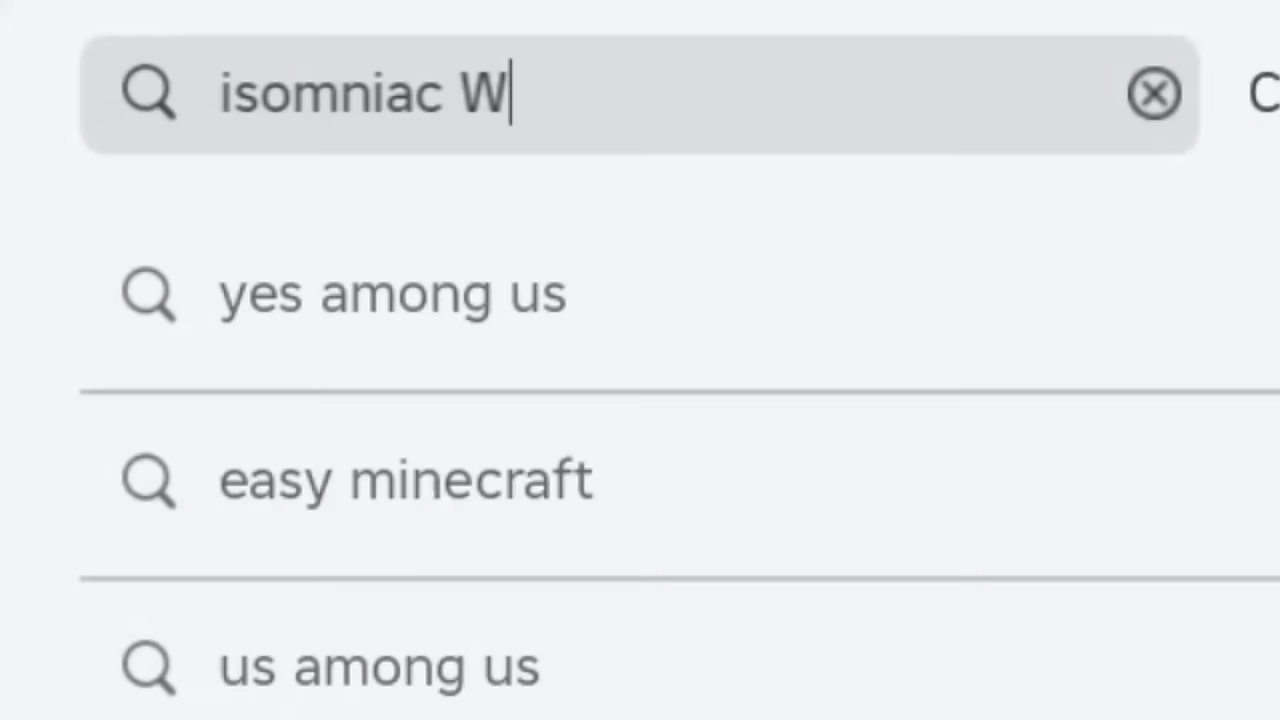 isomniac W
yes among us
easy minecraft
us among us